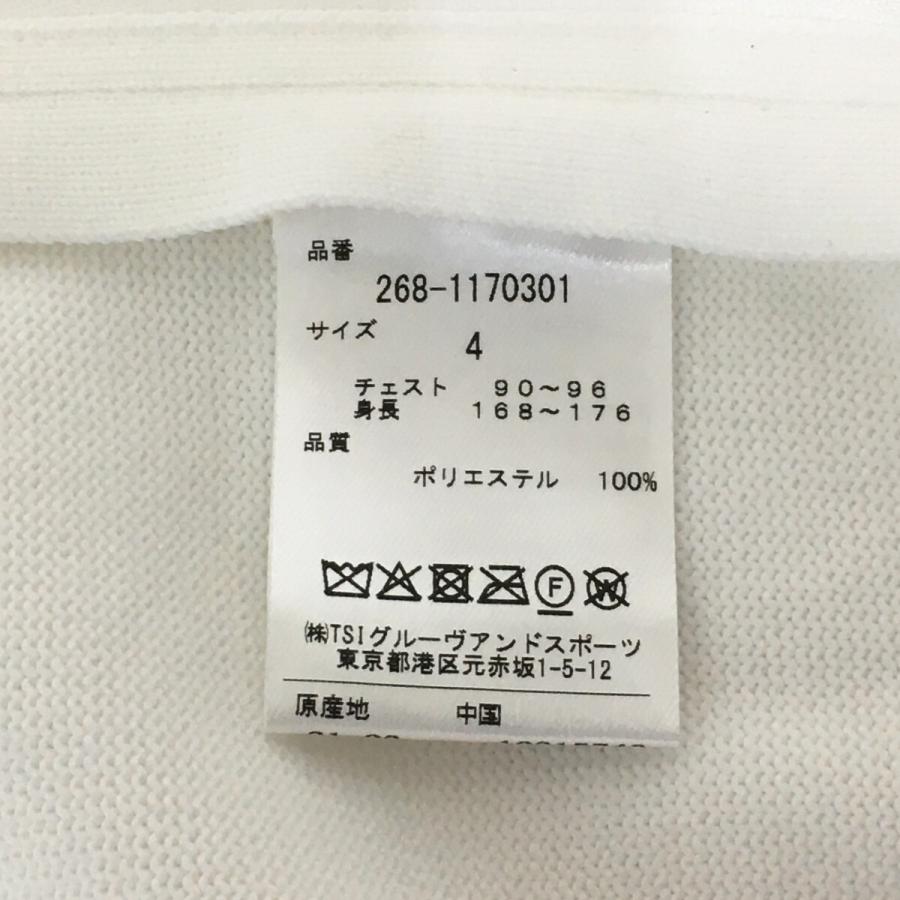 品番
268-1170301
サイズ
4
チェスト 90～96
身長 168～176
品質
ポリエステル 100%
F W
㈱TSIグルーヴアンドスポーツ
東京都港区元赤坂1-5-12
原産地 中国